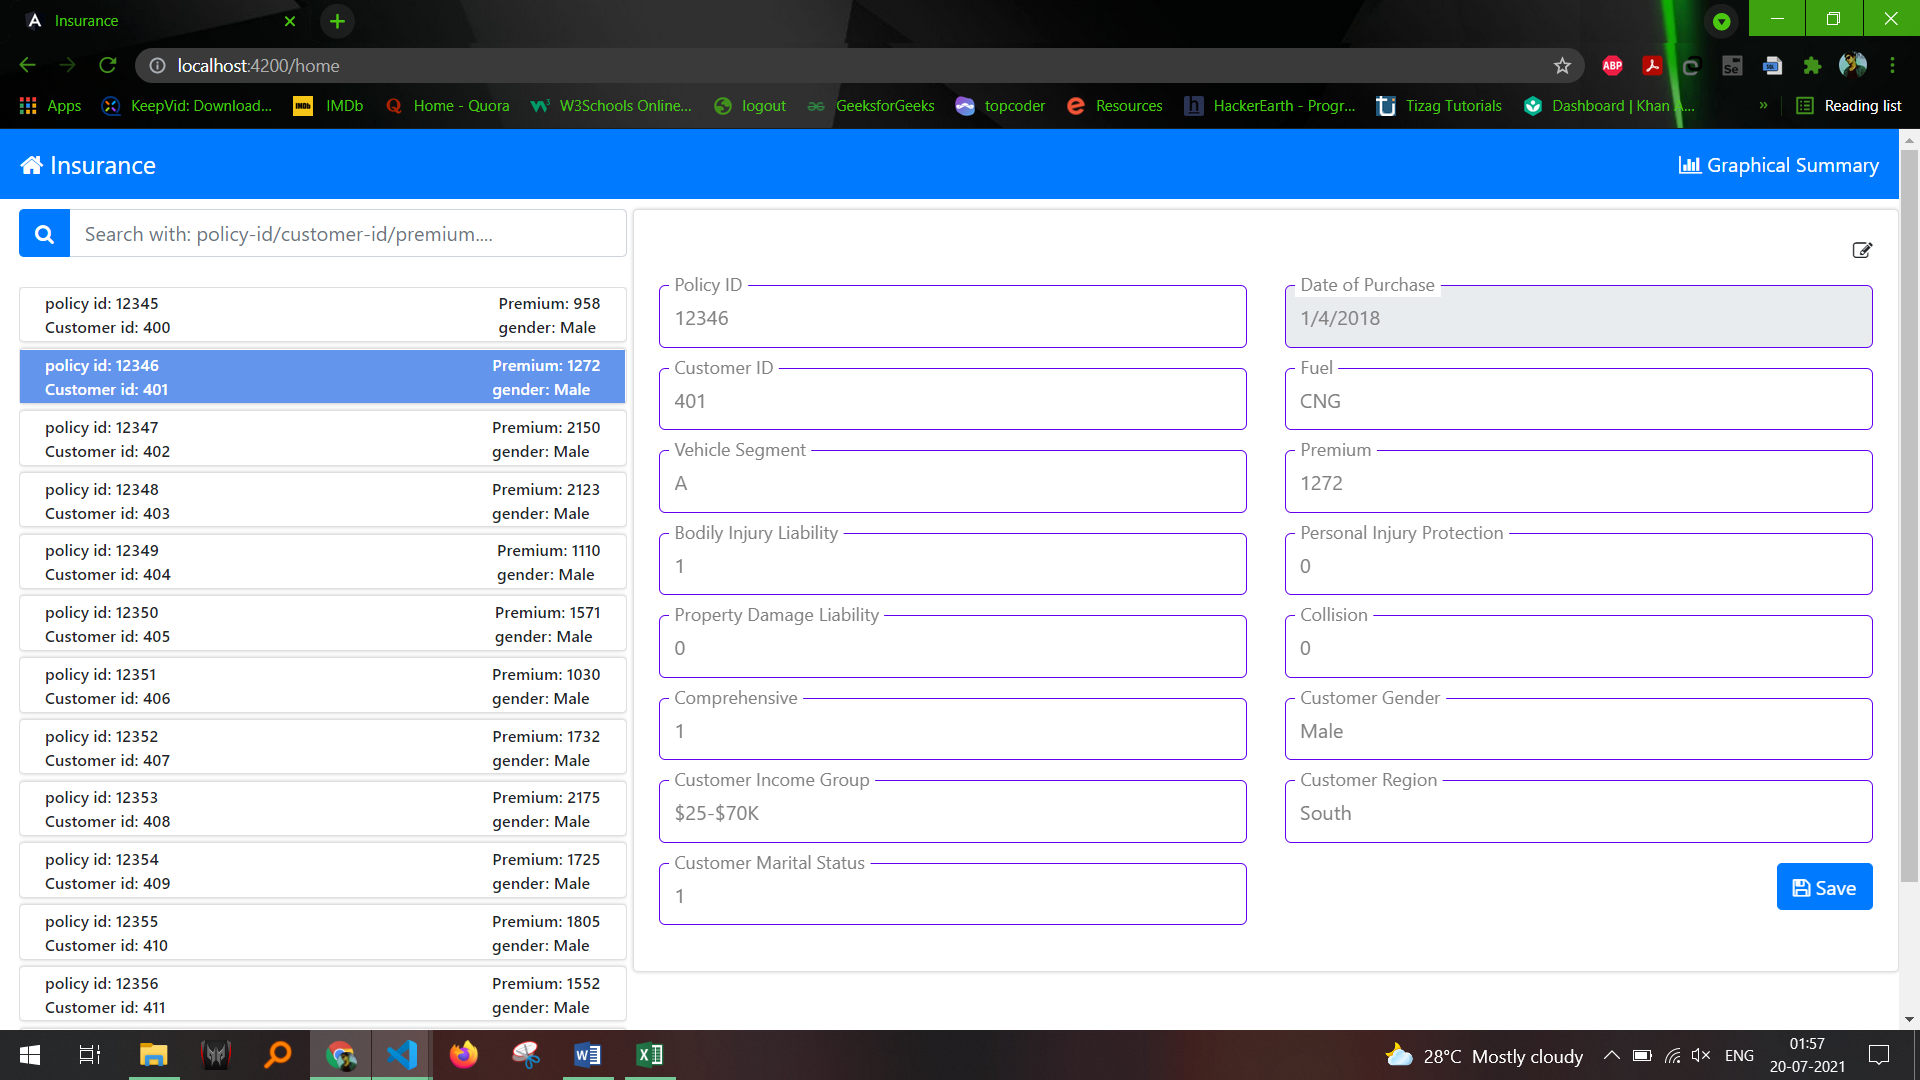 Insurance
localhost:4200/home
ABP
Se
SQL
Apps
KeepVid: Download...
IMDb
IMDb
Home - Quora
W3Schools Online...
logout
GeeksforGeeks
topcoder
Resources
HackerEarth - Progr...
Tizag Tutorials
Dashboard | Khan A...
»
Reading list
Insurance
Graphical Summary
Search with: policy-id/customer-id/premium....
policy id: 12345 Premium: 958
Customer id: 400 gender: Male
policy id: 12346 Premium: 1272
Customer id: 401 gender: Male
policy id: 12347 Premium: 2150
Customer id: 402 gender: Male
policy id: 12348 Premium: 2123
Customer id: 403 gender: Male
policy id: 12349 Premium: 1110
Customer id: 404 gender: Male
policy id: 12350 Premium: 1571
Customer id: 405 gender: Male
policy id: 12351 Premium: 1030
Customer id: 406 gender: Male
policy id: 12352 Premium: 1732
Customer id: 407 gender: Male
policy id: 12353 Premium: 2175
Customer id: 408 gender: Male
policy id: 12354 Premium: 1725
Customer id: 409 gender: Male
policy id: 12355 Premium: 1805
Customer id: 410 gender: Male
policy id: 12356 Premium: 1552
Customer id: 411 gender: Male
Policy ID
12346
Date of Purchase
1/4/2018
Customer ID
401
Fuel
CNG
Vehicle Segment
A
Premium
1272
Bodily Injury Liability
1
Personal Injury Protection
0
Property Damage Liability
0
Collision
0
Comprehensive
1
Customer Gender
Male
Customer Income Group
$25-$70K
Customer Region
South
Customer Marital Status
1
Save
28°C Mostly cloudy
ENG
01:57
20-07-2021